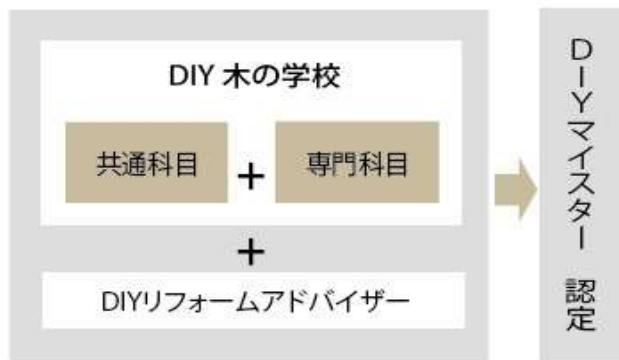 DIY 木の学校
共通科目
+
専門科目
+
DIYリフォームアドバイザー
DIYマイスター 認定